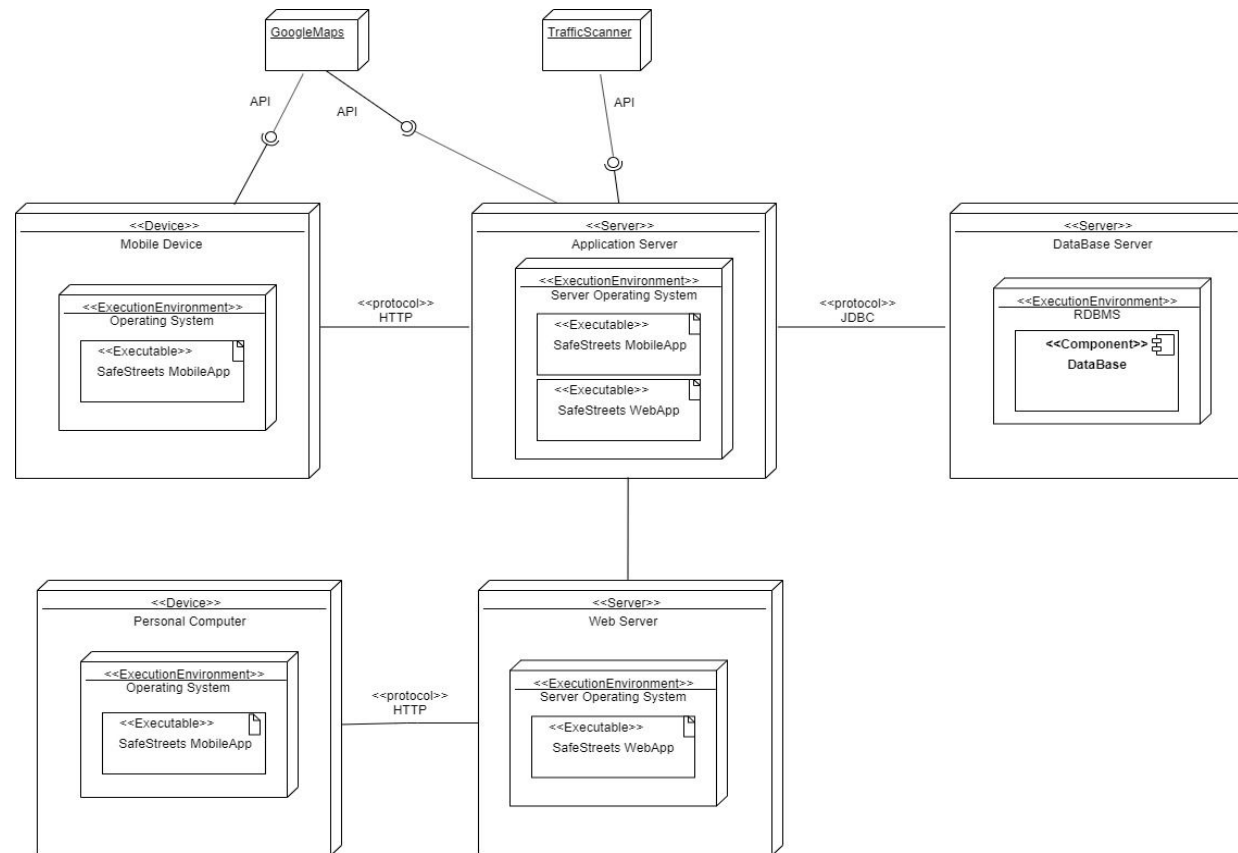 GoogleMaps
TrafficScanner
API
API
API
<<Device>>
Mobile Device
<<ExecutionEnvironment>>
Operating System
<<Executable>>
SafeStreets MobileApp
<<protocol>>
HTTP
<<Server>>
Application Server
<<ExecutionEnvironment>>
Server Operating System
<<Executable>>
SafeStreets MobileApp
<<Executable>>
SafeStreets WebApp
<<protocol>>
JDBC
<<Server>>
DataBase Server
<<ExecutionEnvironment>>
RDBMS
<<Component>>
DataBase
<<Device>>
Personal Computer
<<ExecutionEnvironment>>
Operating System
<<Executable>>
SafeStreets MobileApp
<<protocol>>
HTTP
<<Server>>
Web Server
<<ExecutionEnvironment>>
Server Operating System
<<Executable>>
SafeStreets WebApp